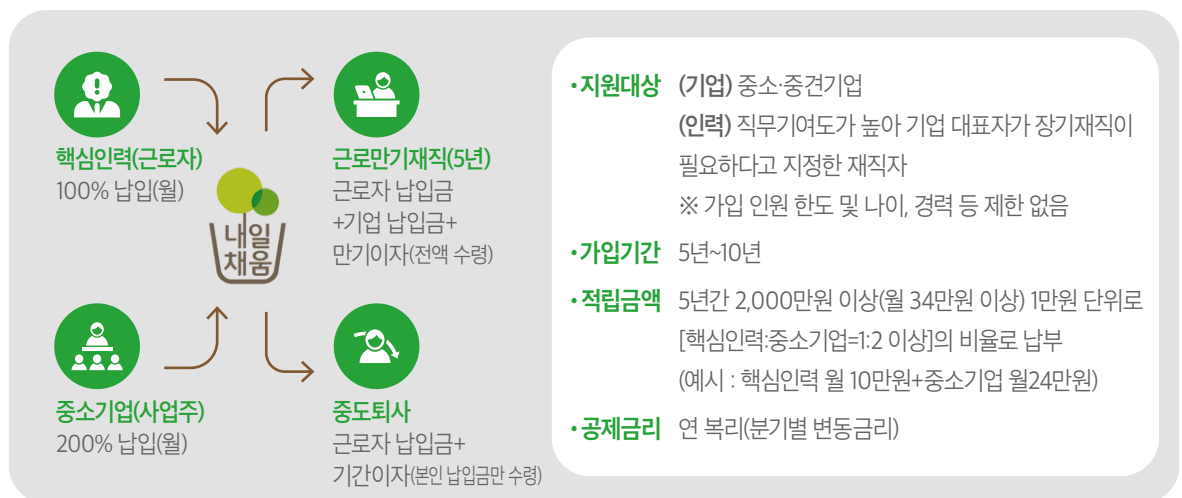 핵심인력(근로자)
100% 납입(월)
근로만기재직(5년)
근로자 납입금
+기업 납입금+
만기이자(전액 수령)
내일
채움
중소기업(사업주)
200% 납입(월)
중도퇴사
근로자 납입금+
기간이자(본인 납입금만 수령)
•지원대상 (기업) 중소·중견기업
(인력) 직무기여도가 높아 기업 대표자가 장기재직이
필요하다고 지정한 재직자
※ 가입 인원 한도 및 나이, 경력 등 제한 없음
•가입기간 5년~10년
•적립금액 5년간 2,000만원 이상(월 34만원 이상) 1만원 단위로
[핵심인력:중소기업=1:2 이상]의 비율로 납부
(예시 : 핵심인력 월 10만원+중소기업 월24만원)
•공제금리 연 복리(분기별 변동금리)